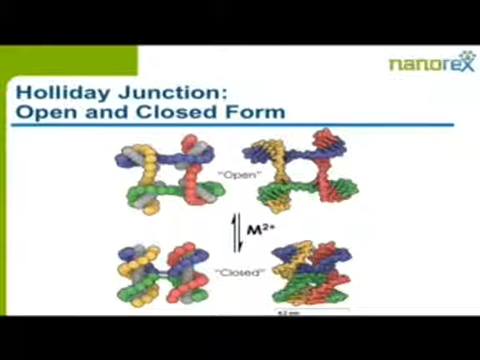 nanorex
Holliday Junction:
Open and Closed Form
"Open"
M2+
"Closed"